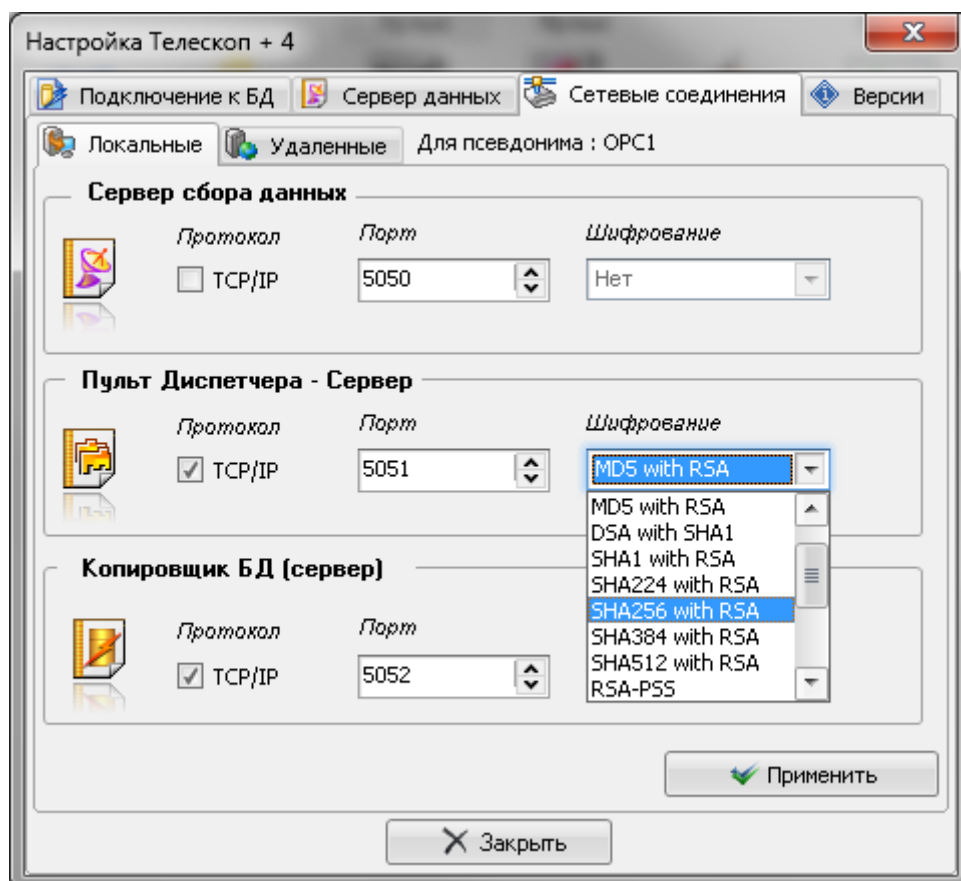 Настройка Телескоп + 4
Подключение к БД Сервер данных Сетевые соединения Версии
Локальные Удаленные Для псевдонима : OPC1
Сервер сбора данных
Протокол Порт Шифрование
TCP/IP 5050 Нет
Пульт Диспетчера - Сервер
Протокол Порт Шифрование
TCP/IP 5051 MD5 with RSA
MD5 with RSA
DSA with SHA1
SHA1 with RSA
SHA224 with RSA
SHA256 with RSA
SHA384 with RSA
SHA512 with RSA
RSA-PSS
Копировщик БД (сервер)
Протокол Порт
TCP/IP 5052
Применить
Закрыть